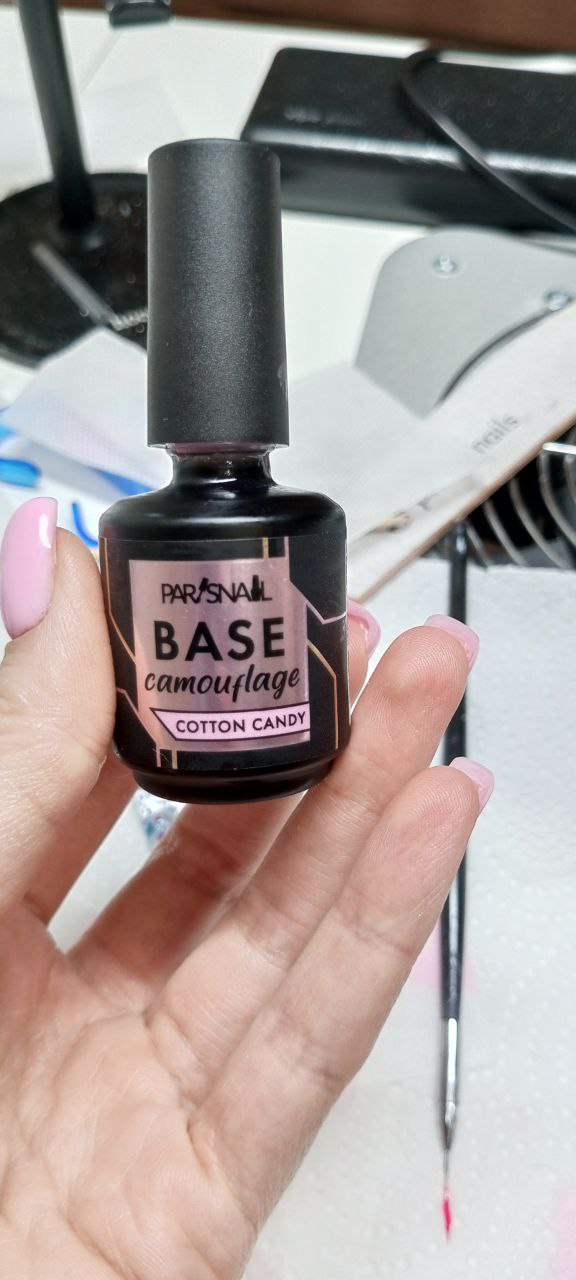 nails
PARISNAIL
BASE
camouflage
COTTON CANDY